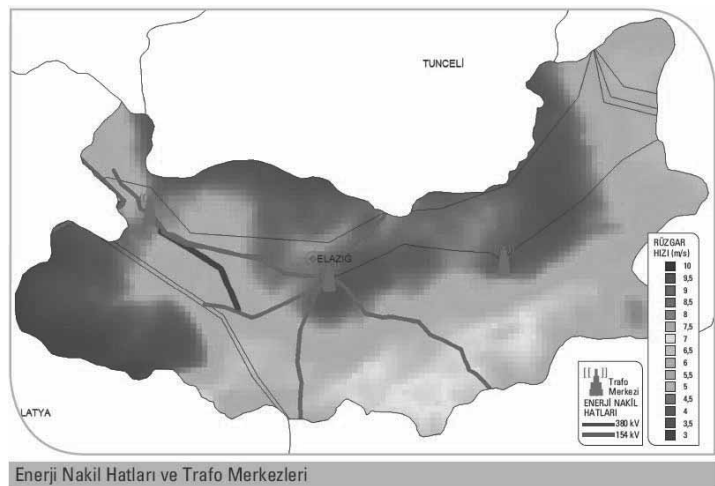 TUNCELİ
ELAZIĞ
LATYA
RÜZGAR
HIZI (m/s)
10
9,5
9
8,5
8
7,5
7
6,5
6
5,5
5
4,5
4
3,5
3
Trafo
Merkezi
ENERJİ NAKİL
HATLARI
380 kV
154 kV
Enerji Nakil Hatları ve Trafo Merkezleri